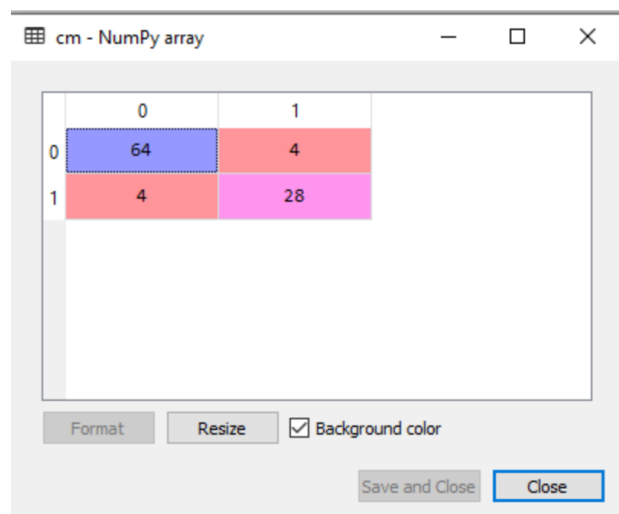 cm - NumPy array
0 1
0 64 4
1 4 28
Format Resize Background color
Save and Close Close